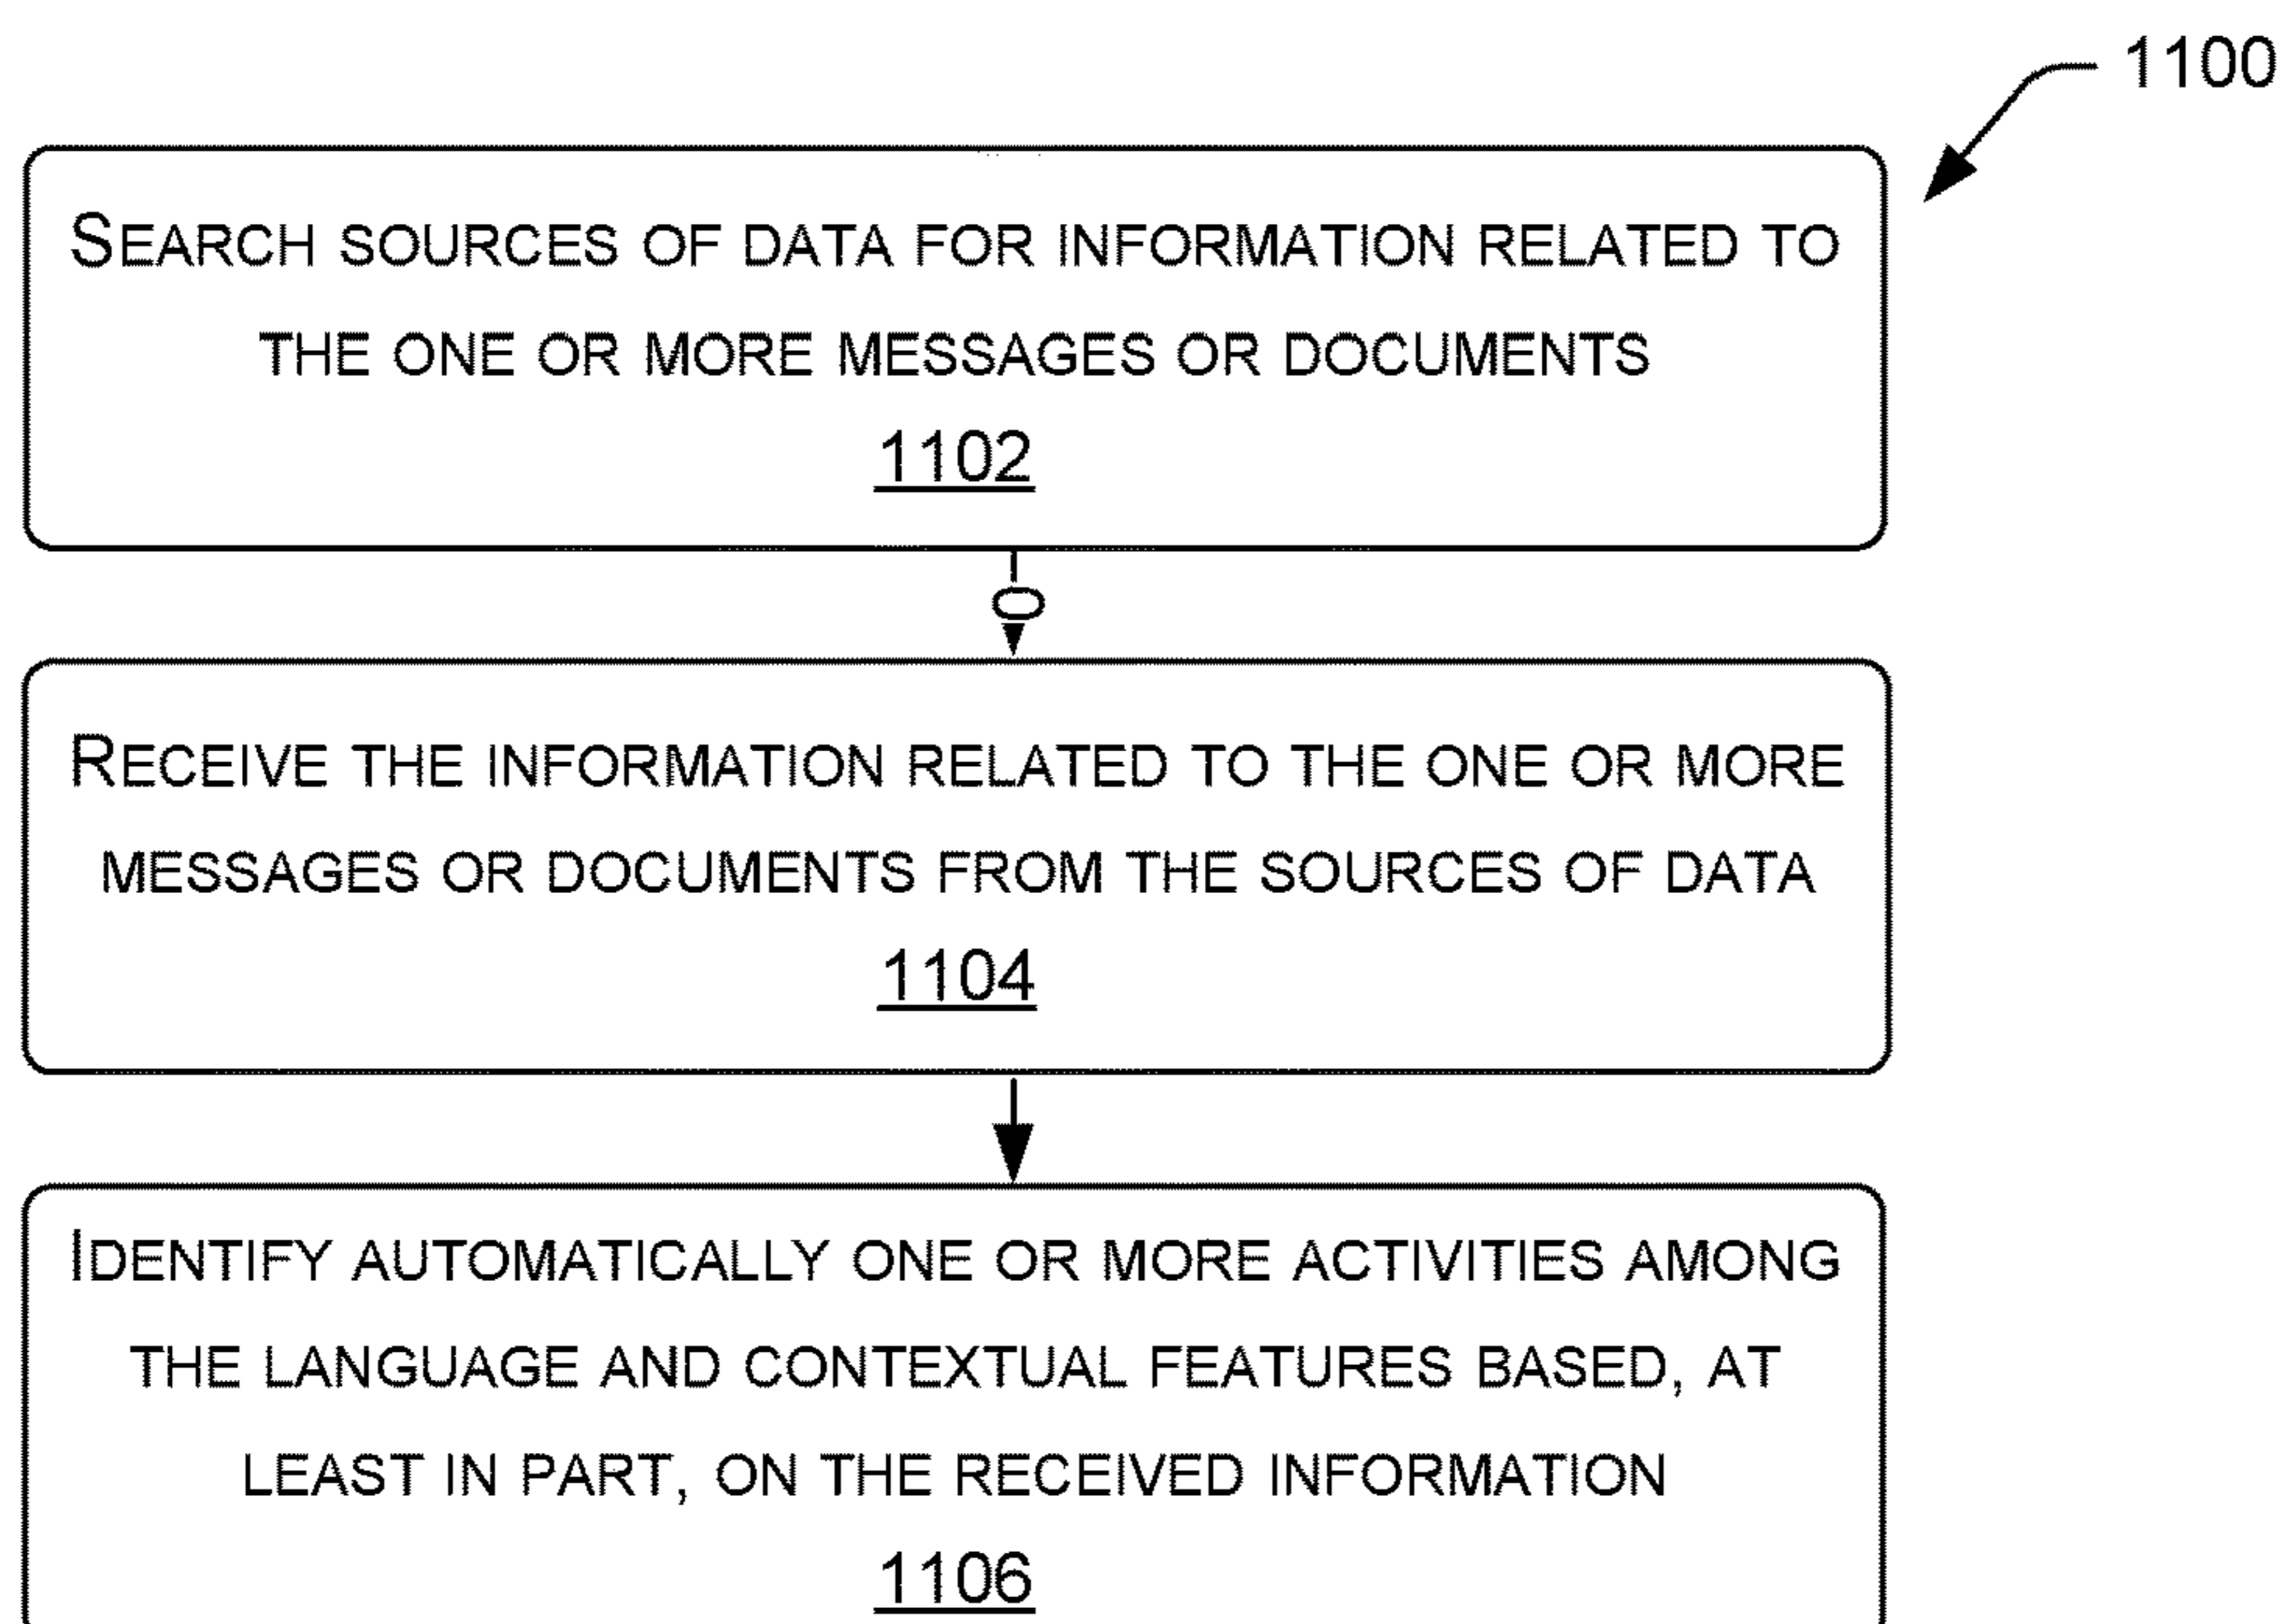 1100
SEARCH SOURCES OF DATA FOR INFORMATION RELATED TO
THE ONE OR MORE MESSAGES OR DOCUMENTS
1102
RECEIVE THE INFORMATION RELATED TO THE ONE OR MORE
MESSAGES OR DOCUMENTS FROM THE SOURCES OF DATA
1104
IDENTIFY AUTOMATICALLY ONE OR MORE ACTIVITIES AMONG
THE LANGUAGE AND CONTEXTUAL FEATURES BASED, AT
LEAST IN PART, ON THE RECEIVED INFORMATION
1106